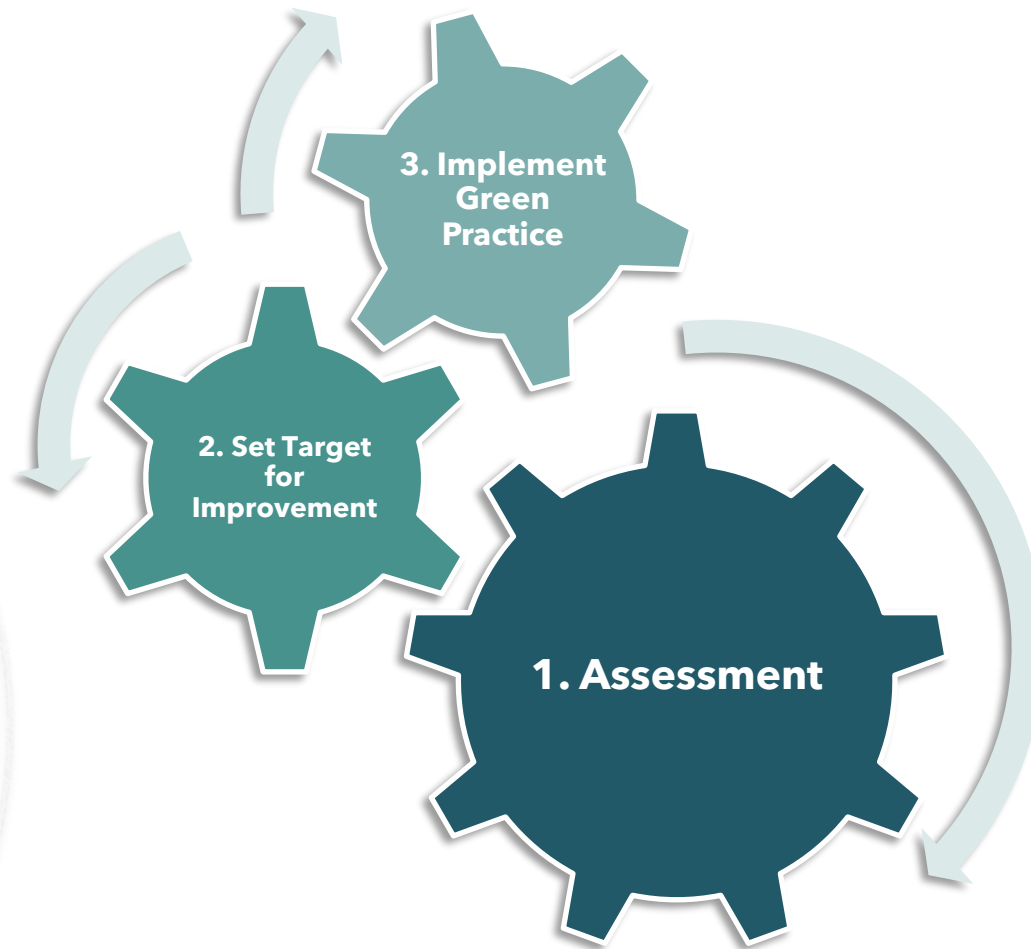 3. Implement
Green
Practice
2. Set Target
for
Improvement
1. Assessment